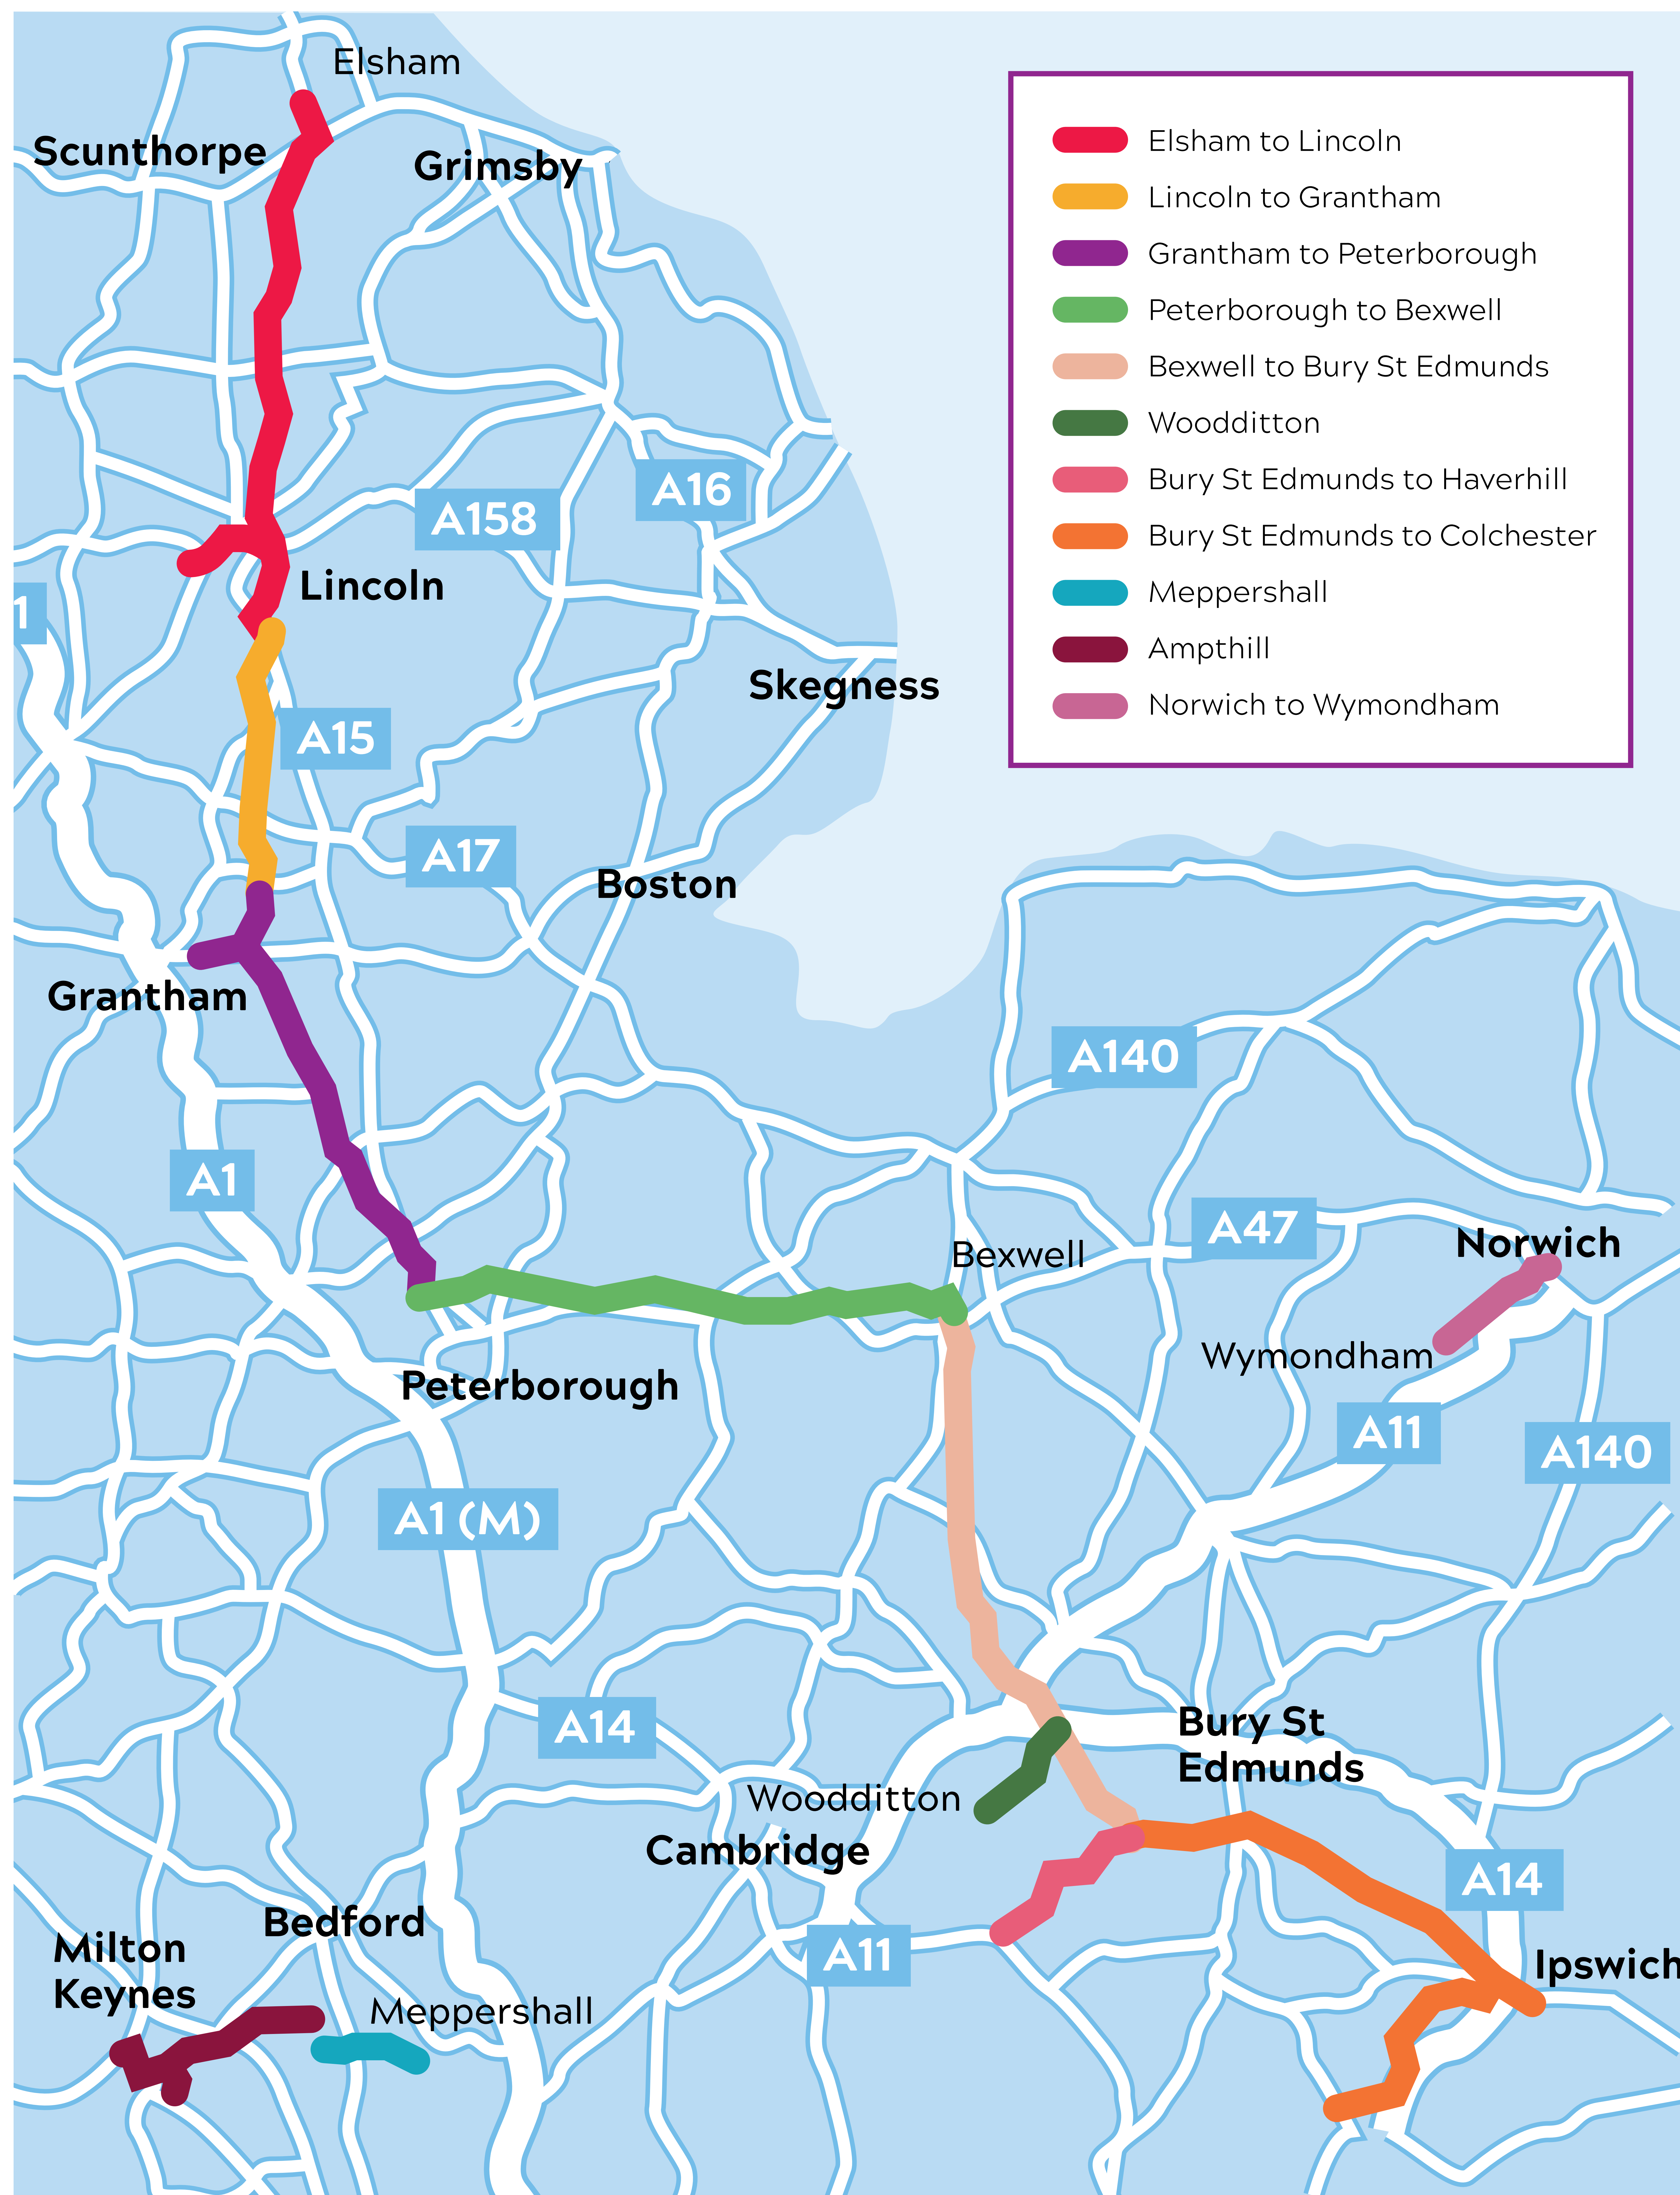 Elsham
Scunthorpe
Grimsby
Elsham to Lincoln
Lincoln to Grantham
Grantham to Peterborough
Peterborough to Bexwell
Bexwell to Bury St Edmunds
Woodditton
Bury St Edmunds to Haverhill
Bury St Edmunds to Colchester
Meppershall
Ampthill
Norwich to Wymondham
A16
A158
Lincoln
1
Skegness
A15
A17
Boston
Grantham
A140
A1
A47
Norwich
Bexwell
Wymondham
Peterborough
A11
A140
A1 (M)
Bury St
Edmunds
A14
Woodditton
Cambridge
A14
Bedford
Milton
Keynes
A11
Ipswich
Meppershall